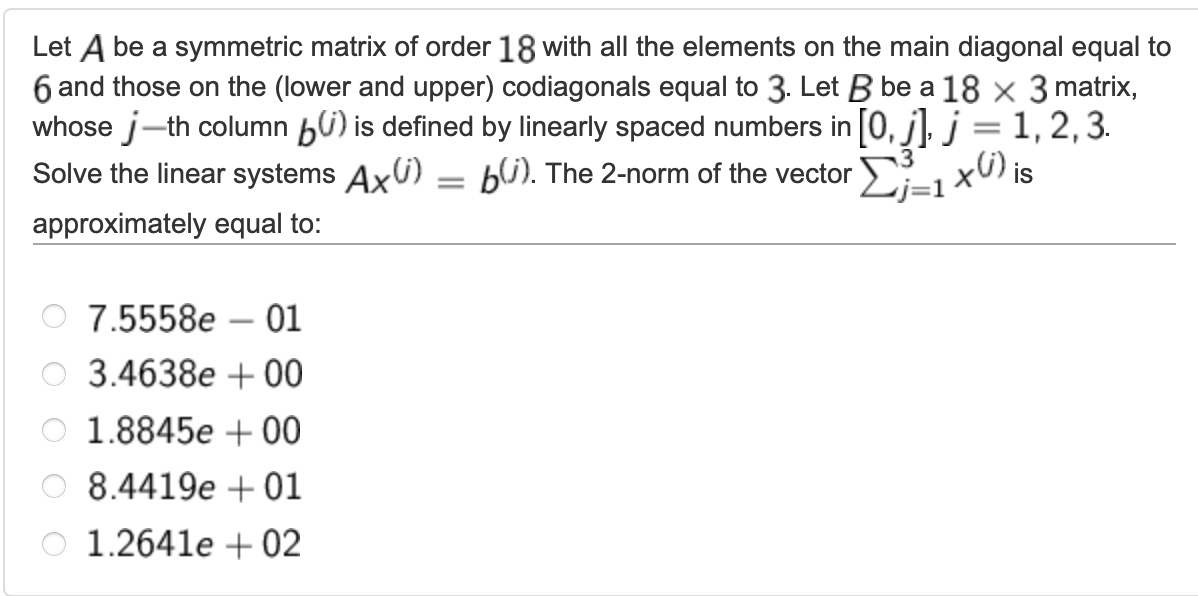 Let A be a symmetric matrix of order 18 with all the elements on the main diagonal equal to
6 and those on the (lower and upper) codiagonals equal to 3. Let B be a 18 × 3 matrix,
whose j−th column b⁽ʲ⁾ is defined by linearly spaced numbers in [0, j], j = 1, 2, 3.
Solve the linear systems Ax⁽ʲ⁾ = b⁽ʲ⁾. The 2-norm of the vector ∑³ⱼ₌₁ x⁽ʲ⁾ is
approximately equal to:
7.5558e − 01
3.4638e + 00
1.8845e + 00
8.4419e + 01
1.2641e + 02